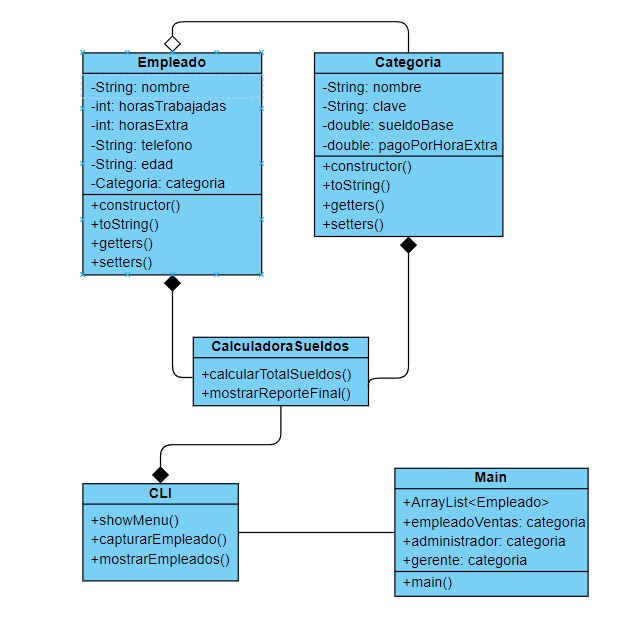 Empleado
-String: nombre
-int: horasTrabajadas
-int: horasExtra
-String: telefono
-String: edad
-Categoria: categoria
+constructor()
+toString()
+getters()
+setters()
Categoria
-String: nombre
-String: clave
-double: sueldoBase
-double: pagoPorHoraExtra
+constructor()
+toString()
+getters()
+setters()
CalculadoraSueldos
+calcularTotalSueldos()
+mostrarReporteFinal()
CLI
+showMenu()
+capturarEmpleado()
+mostrarEmpleados()
Main
+ArrayList<Empleado>
+empleadoVentas: categoria
+administrador: categoria
+gerente: categoria
+main()